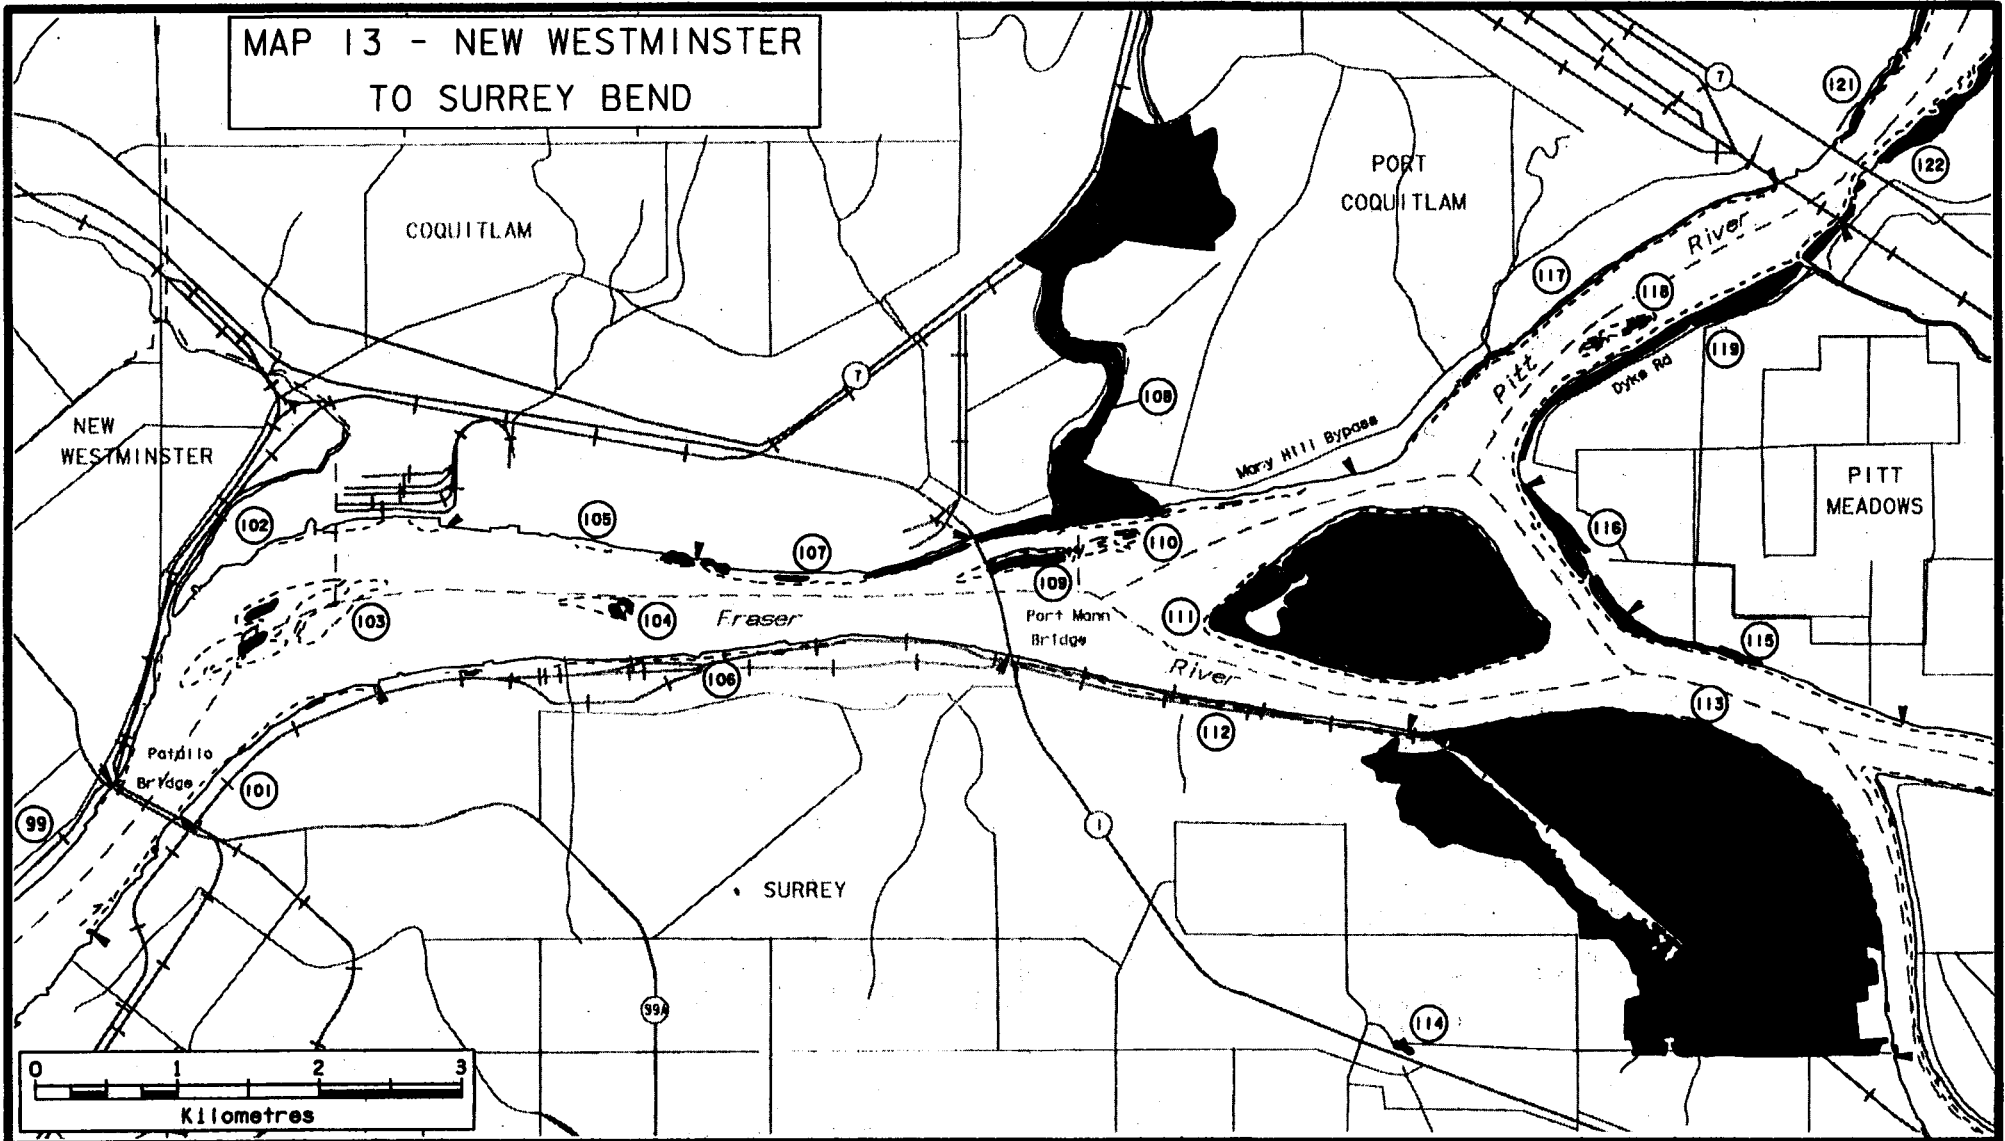 MAP 13 - NEW WESTMINSTER
TO SURREY BEND
7
121
122
PORT
COQUITLAM
COQUITLAM
River
117
118
119
Pitt
Dyke Rd
7
108
NEW
WESTMINSTER
Mary Hill Bypass
PITT
MEADOWS
102
105
107
110
116
109
103
104
Fraser
Port Mann
Bridge
111
115
River
106
113
112
Patullo
Bridge
101
99
1
SURREY
99A
114
0 1 2 3
Kilometres